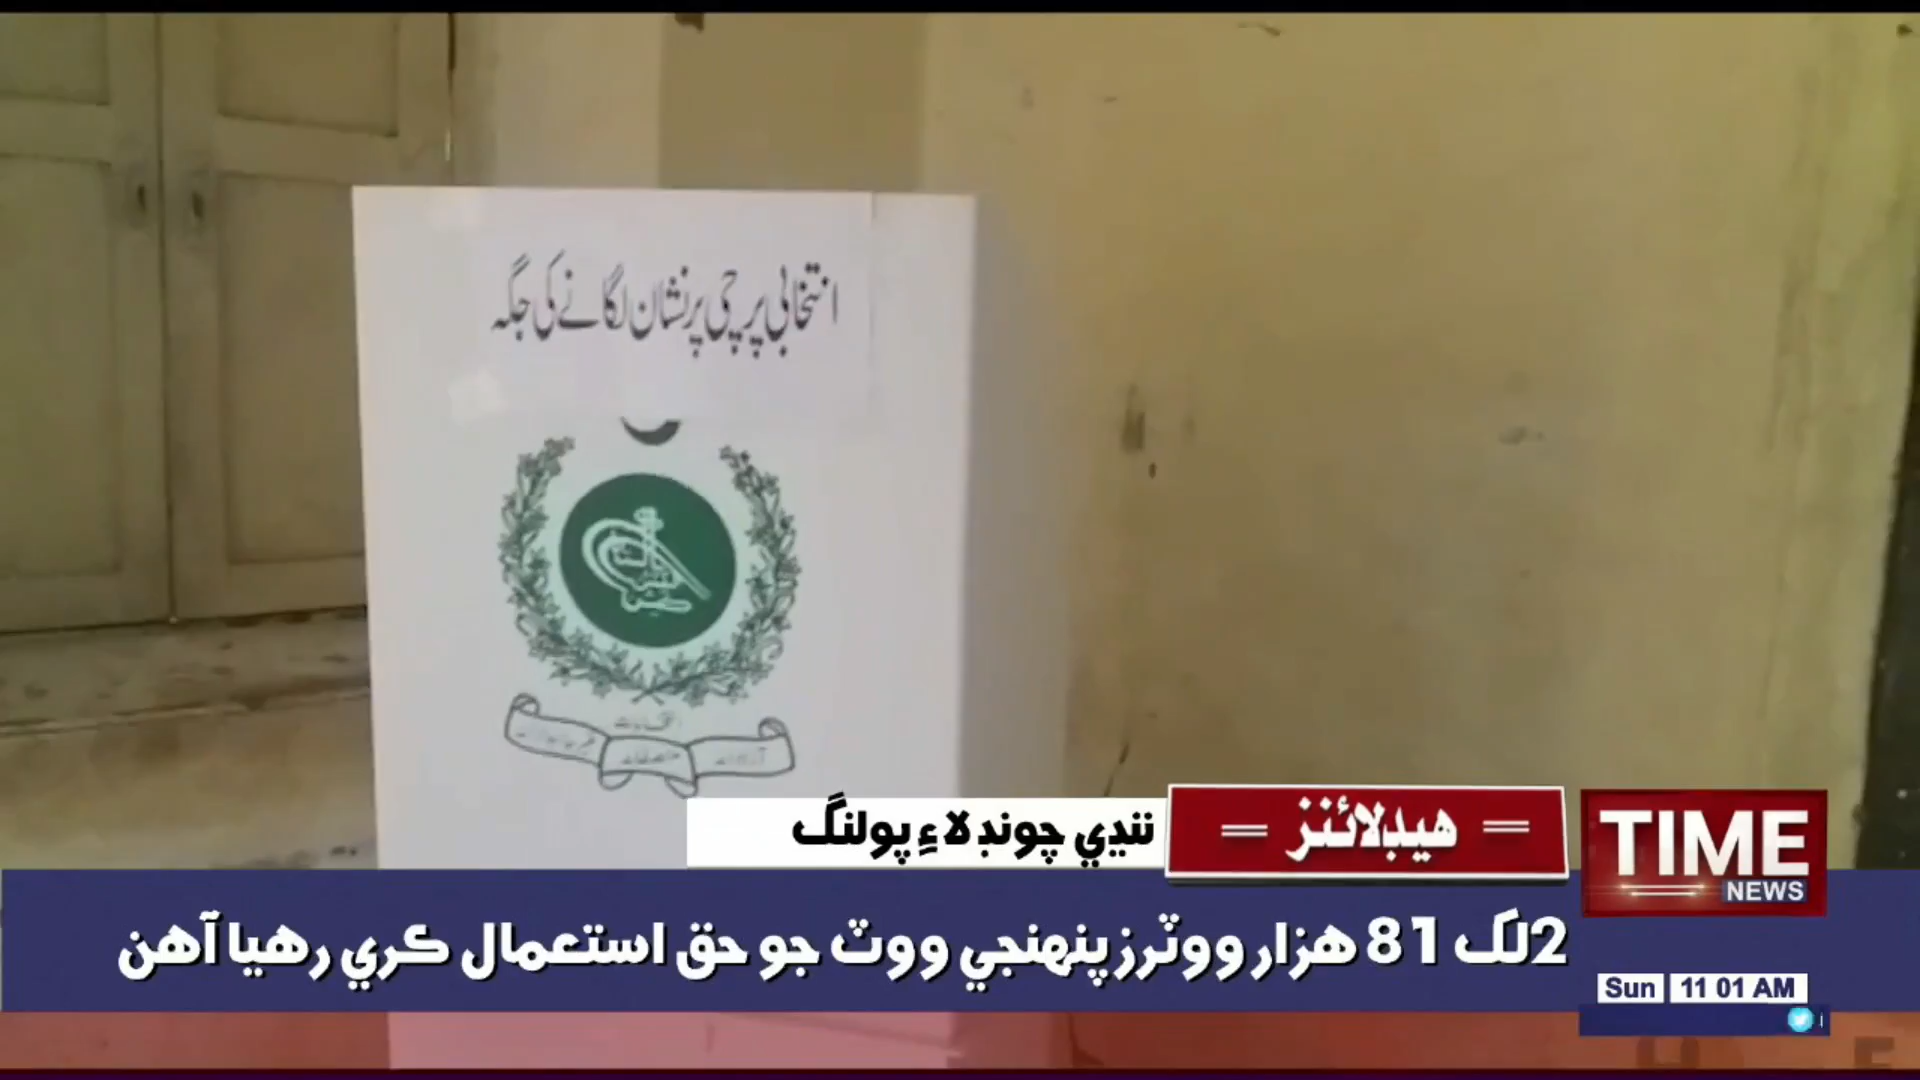 انتخابی پرچی پر نشان لگانے کی جگہ
ننڍي چونڊ لاءِ پولنگ
هيڊلائنز
TIME
NEWS
2لک 81 هزار ووٽرز پنهنجي ووٽ جو حق استعمال ڪري رهيا آهن
Sun 11 01 AM